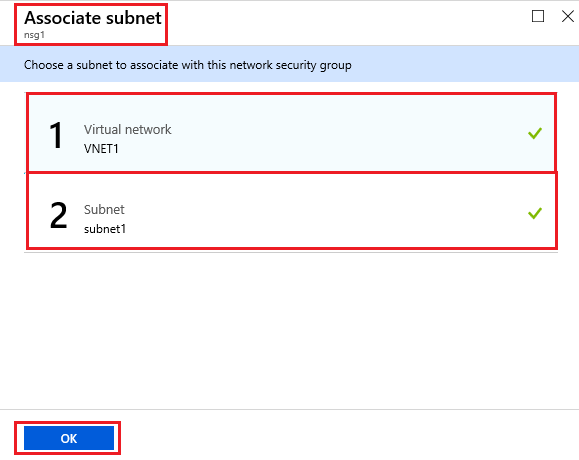 Associate subnet
nsg1
Choose a subnet to associate with this network security group
1
Virtual network
VNET1
2
Subnet
subnet1
OK